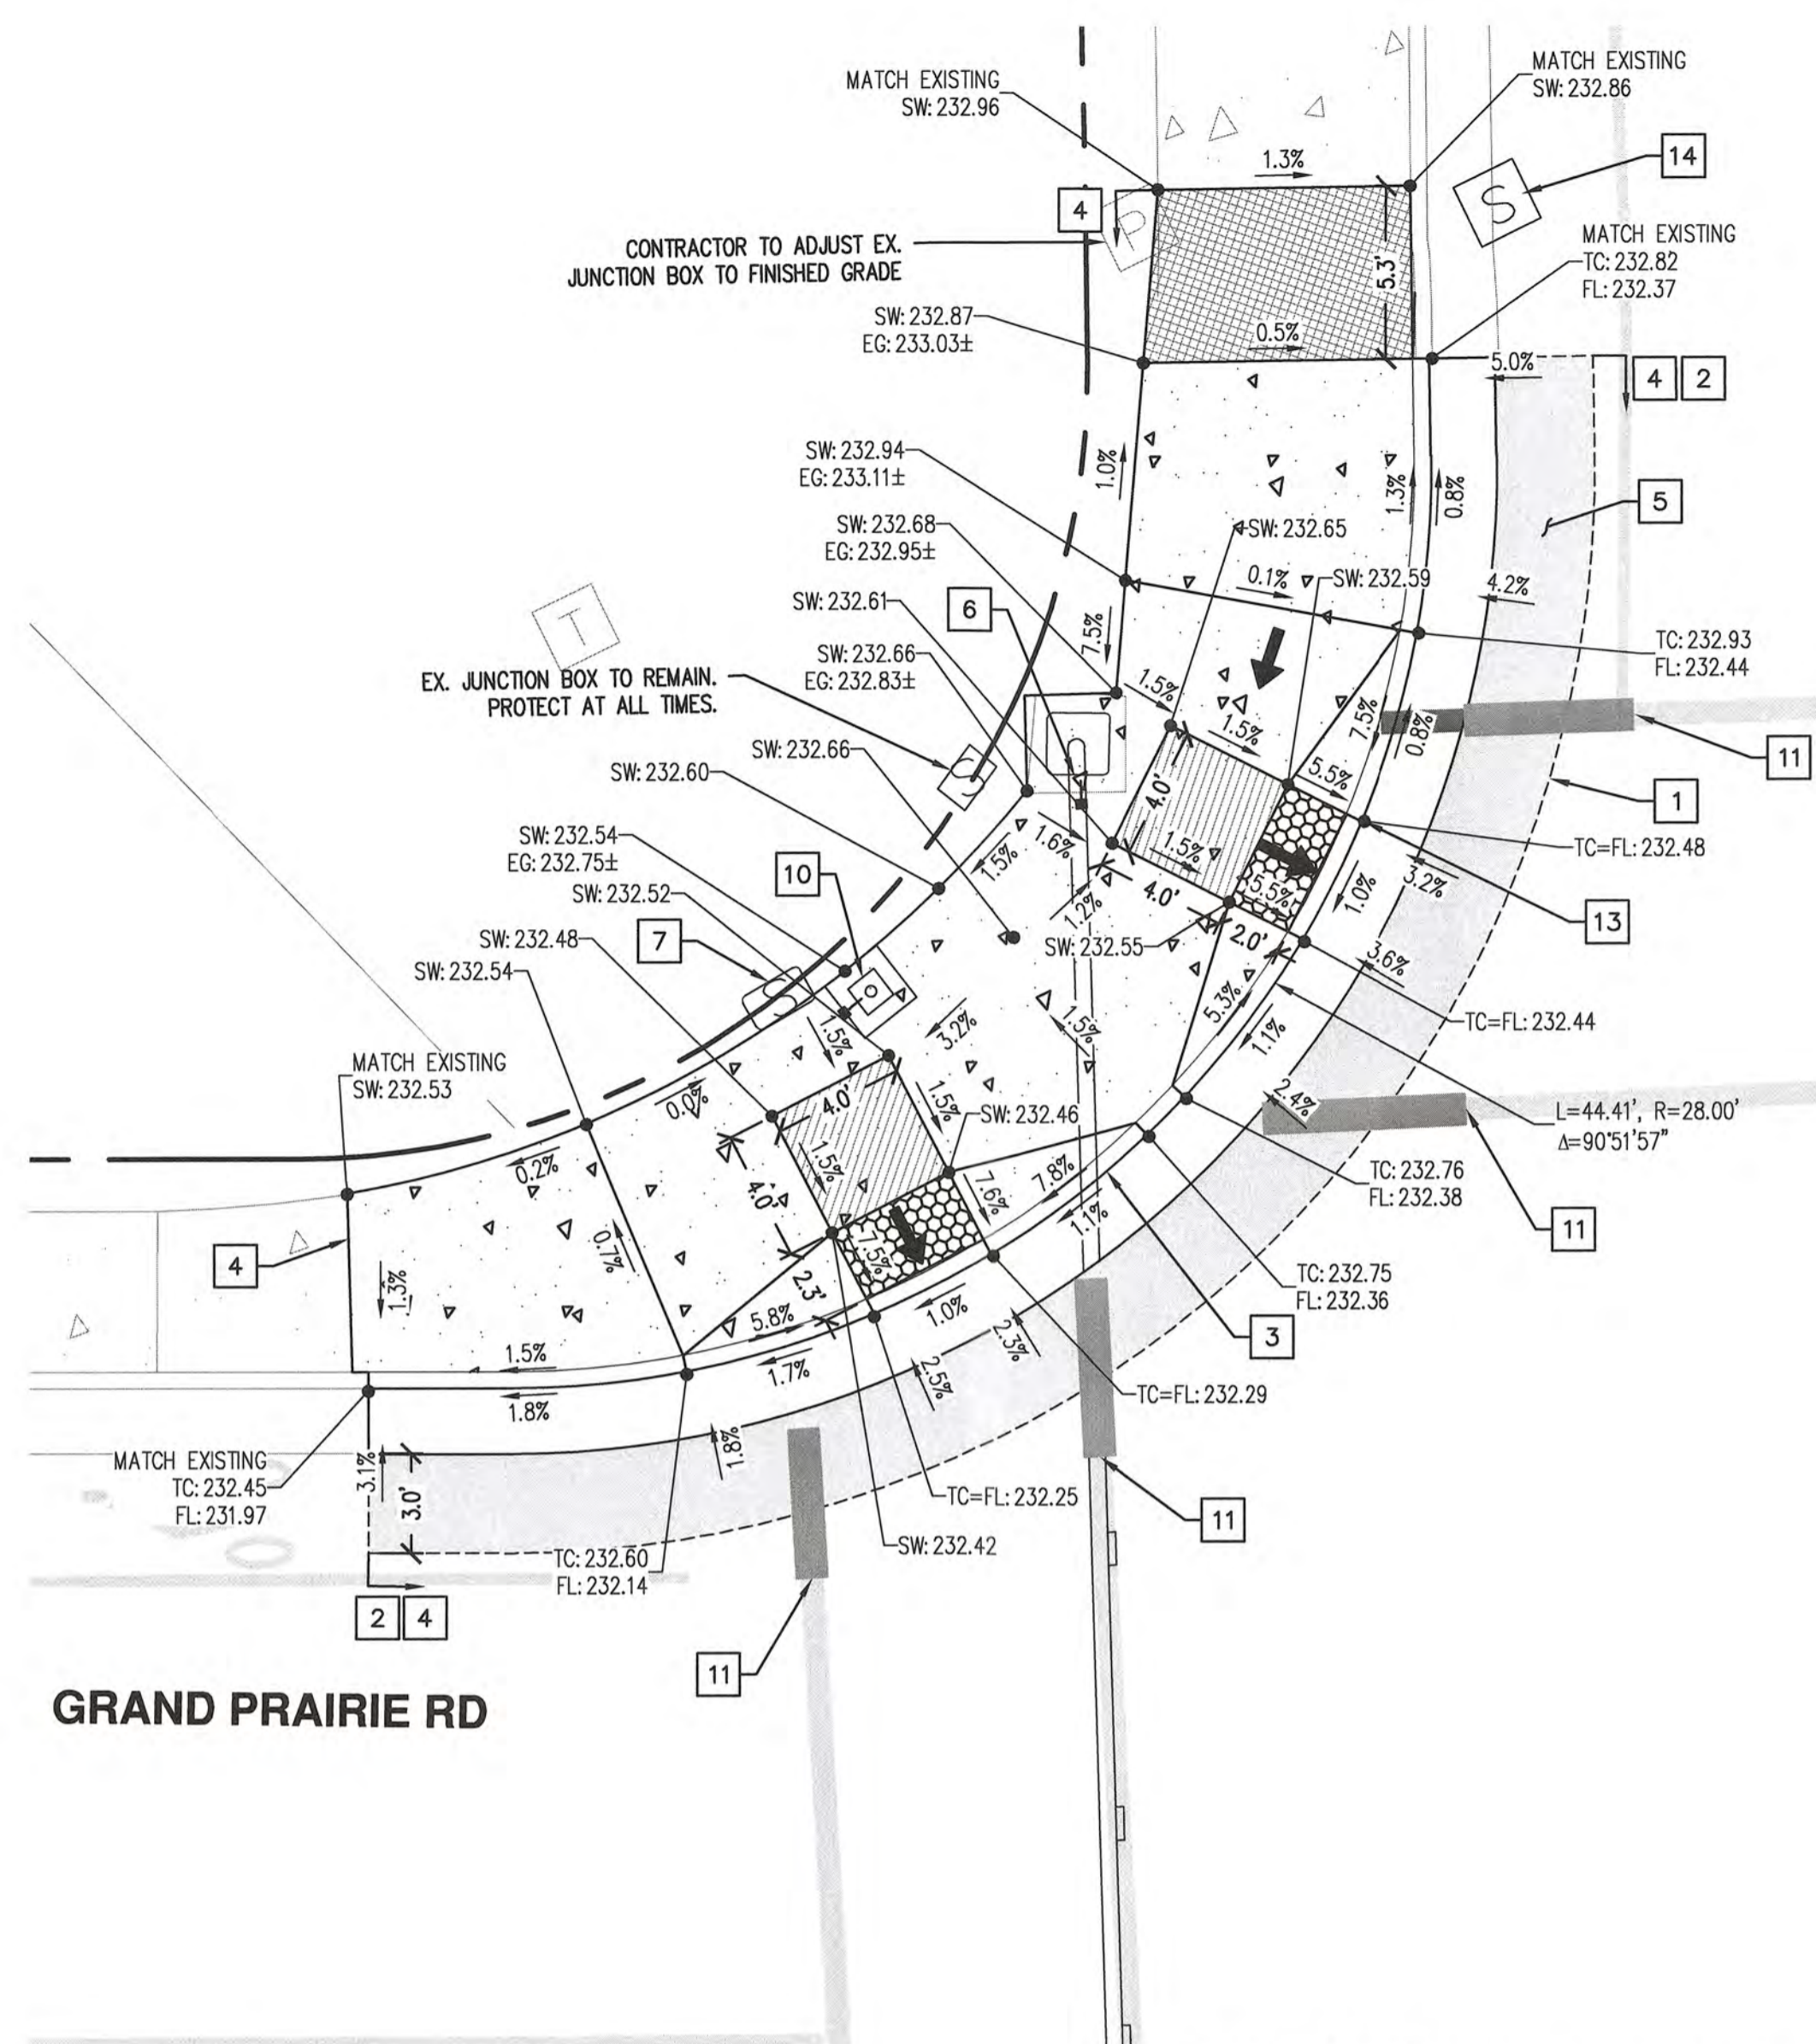 MATCH EXISTING
SW: 232.96
MATCH EXISTING
SW: 232.86
14
S
1.3%
4
P
CONTRACTOR TO ADJUST EX.
JUNCTION BOX TO FINISHED GRADE
5.3'
MATCH EXISTING
TC: 232.82
FL: 232.37
SW: 232.87
EG: 233.03±
0.5%
5.0%
4 2
SW: 232.94
EG: 233.11±
1.0%
1.3%
0.8%
5
SW: 232.68
EG: 232.95±
SW: 232.65
SW: 232.61
6
0.1%
SW: 232.59
4.2%
T
SW: 232.66
EG: 232.83±
7.5%
TC: 232.93
FL: 232.44
EX. JUNCTION BOX TO REMAIN.
PROTECT AT ALL TIMES.
1.5%
1.5%
7.5%
0.8%
11
SW: 232.66
SW: 232.60
4.0'
5.5%
1
SW: 232.54
EG: 232.75±
1.5%
1.6%
1.5%
TC=FL: 232.48
SW: 232.52
10
1.2%
4.0'
5.5%
1.0%
3.2%
13
SW: 232.48
7
SW: 232.55
2.0'
3.6%
SW: 232.54
5.3%
TC=FL: 232.44
1.5%
3.2%
1.5%
1.1%
MATCH EXISTING
SW: 232.53
0.0%
4.0'
1.5%
SW: 232.46
2.4%
L=44.41', R=28.00'
Δ=90°51'57"
0.2%
1.5%
4.0'
7.6%
7.8%
TC: 232.76
FL: 232.38
1.1%
11
4
0.7%
1.3%
7.5%
2.3'
TC: 232.75
FL: 232.36
5.8%
1.0%
3
1.5%
1.7%
2.3%
2.5%
TC=FL: 232.29
1.8%
1.8%
MATCH EXISTING
TC: 232.45
FL: 231.97
3.1%
3.0'
TC=FL: 232.25
11
SW: 232.42
TC: 232.60
FL: 232.14
2 4
11
GRAND PRAIRIE RD